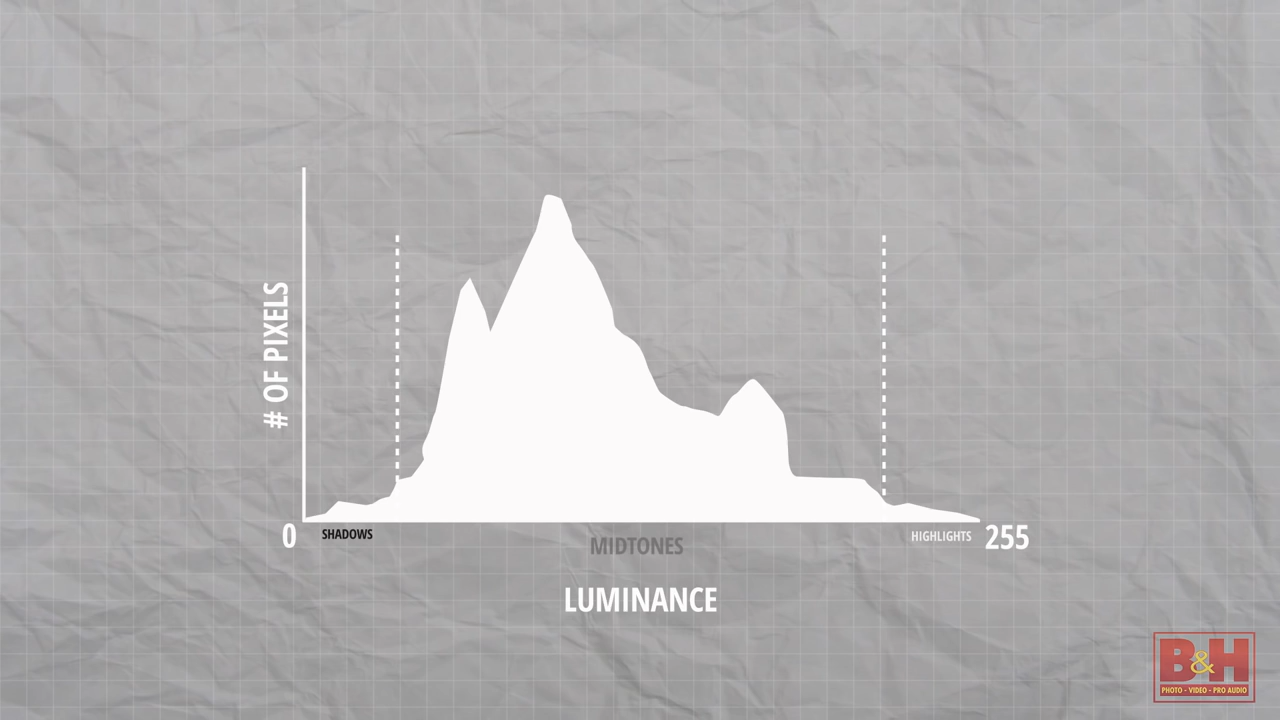 # OF PIXELS
0
SHADOWS
MIDTONES
HIGHLIGHTS
255
LUMINANCE
B&H
PHOTO - VIDEO - PRO AUDIO